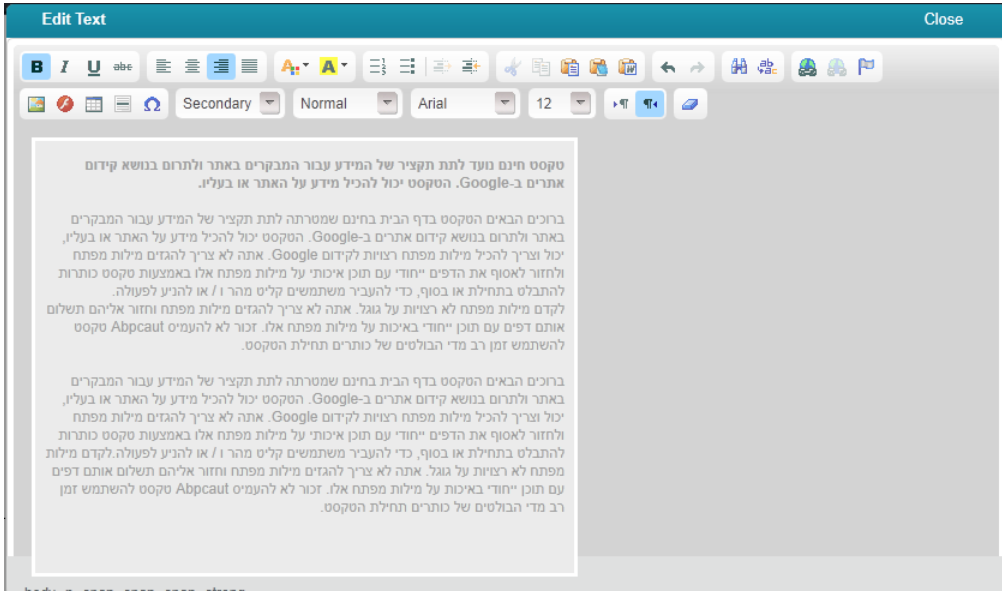 Edit Text
Close
B I U abc
A A
Secondary Normal Arial 12
טקסט חינם נועד לתת תקציר של המידע עבור המבקרים באתר ולתרום בנושא קידום
אתרים ב-Google. הטקסט יכול להכיל מידע על האתר או בעליו.
ברוכים הבאים הטקסט בדף הבית בחינם שמטרתה לתת תקציר של המידע עבור המבקרים
באתר ולתרום בנושא קידום אתרים ב-Google. הטקסט יכול להכיל מידע על האתר או בעליו,
יכול וצריך להכיל מילות מפתח רצויות לקידום Google. אתה לא צריך להגזים מילות מפתח
ולחזור לאסוף את הדפים ייחודי עם תוכן איכותי על מילות מפתח אלו באמצעות טקסט כותרות
להתבלט בתחילת או בסוף, כדי להעביר משתמשים קליט מהר ו / או להניע לפעולה.
לקדם מילות מפתח לא רצויות על גוגל. אתה לא צריך להגזים מילות מפתח וחזור אליהם תשלום
אותם דפים עם תוכן ייחודי באיכות על מילות מפתח אלו. זכור לא להעמיס Abpcaut טקסט
להשתמש זמן רב מדי הבולטים של כותרים תחילת הטקסט.
ברוכים הבאים הטקסט בדף הבית בחינם שמטרתה לתת תקציר של המידע עבור המבקרים
באתר ולתרום בנושא קידום אתרים ב-Google. הטקסט יכול להכיל מידע על האתר או בעליו,
יכול וצריך להכיל מילות מפתח רצויות לקידום Google. אתה לא צריך להגזים מילות מפתח
ולחזור לאסוף את הדפים ייחודי עם תוכן איכותי על מילות מפתח אלו באמצעות טקסט כותרות
להתבלט בתחילת או בסוף, כדי להעביר משתמשים קליט מהר ו / או להניע לפעולה.לקדם מילות
מפתח לא רצויות על גוגל. אתה לא צריך להגזים מילות מפתח וחזור אליהם תשלום אותם דפים
עם תוכן ייחודי באיכות על מילות מפתח אלו. זכור לא להעמיס Abpcaut טקסט להשתמש זמן
רב מדי הבולטים של כותרים תחילת הטקסט.